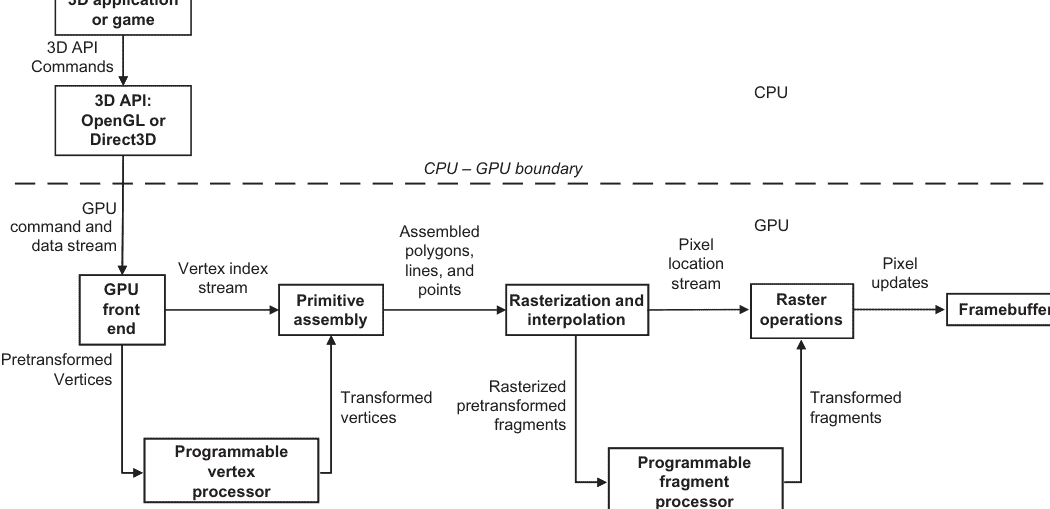 3D application
or game
3D API
Commands
3D API:
OpenGL or
Direct3D
CPU
CPU – GPU boundary
GPU
command and
data stream
GPU
Assembled
polygons,
lines, and
points
Vertex index
stream
Pixel
location
stream
Pixel
updates
GPU
front
end
Primitive
assembly
Rasterization and
interpolation
Raster
operations
Framebuffer
Pretransformed
Vertices
Transformed
vertices
Rasterized
pretransformed
fragments
Transformed
fragments
Programmable
vertex
processor
Programmable
fragment
processor